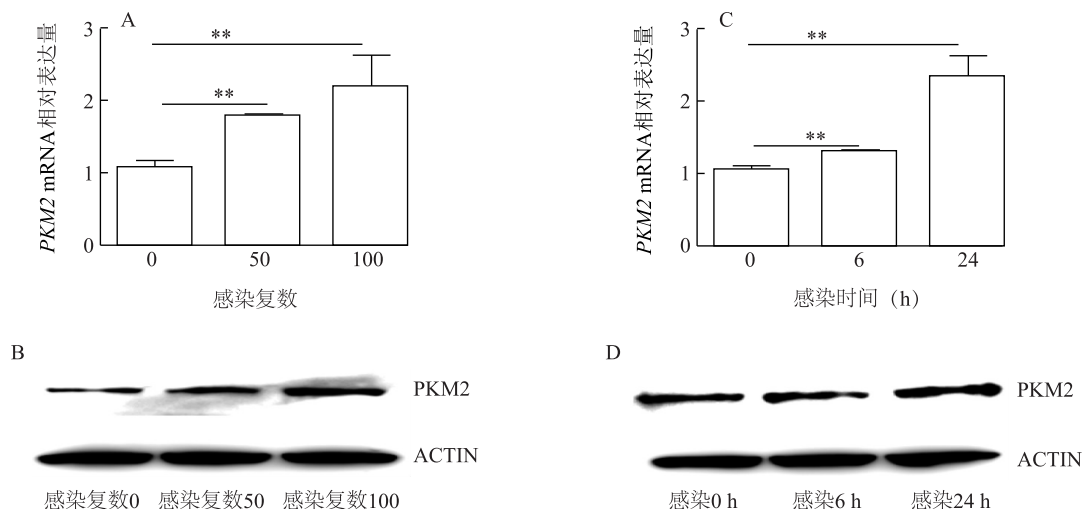 A
PKM2 mRNA相对表达量
3
2
1
0
**
**
0 50 100
感染复数
C
PKM2 mRNA相对表达量
3
2
1
0
**
**
0 6 24
感染时间（h）
B
PKM2
ACTIN
感染复数0 感染复数50 感染复数100
D
PKM2
ACTIN
感染0 h 感染6 h 感染24 h